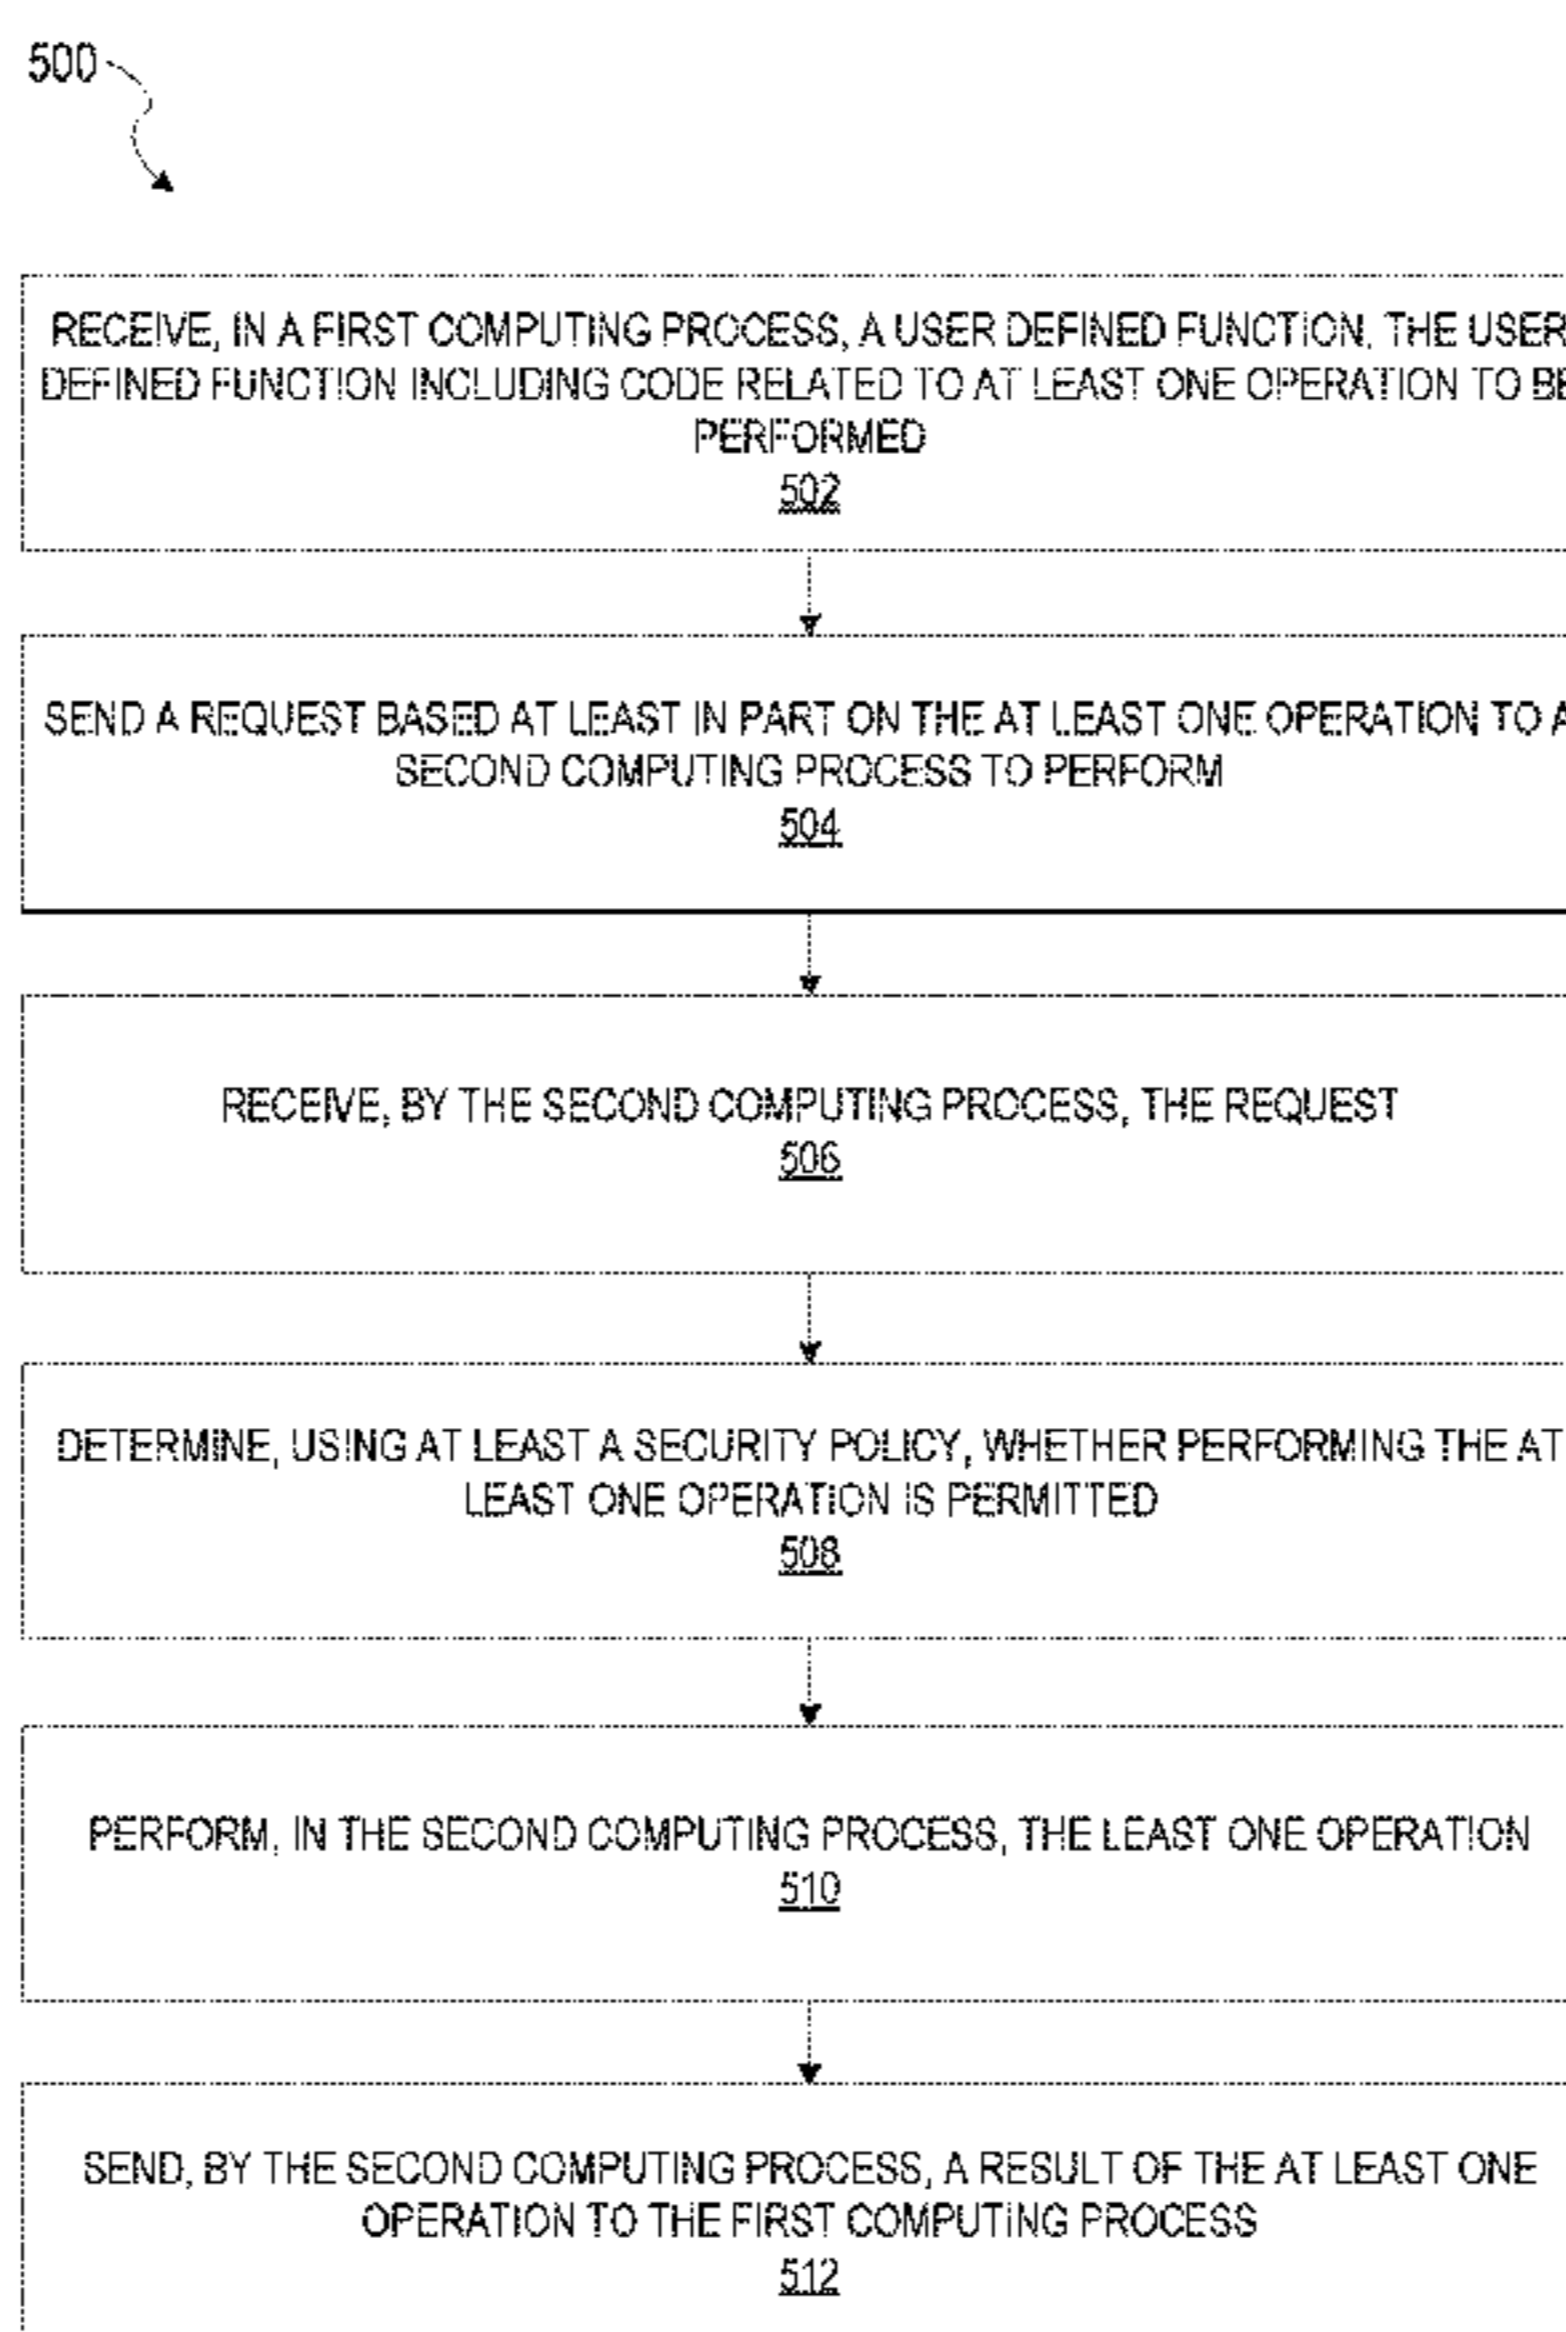 500
RECEIVE, IN A FIRST COMPUTING PROCESS, A USER DEFINED FUNCTION, THE USER
DEFINED FUNCTION INCLUDING CODE RELATED TO AT LEAST ONE OPERATION TO BE
PERFORMED
502
SEND A REQUEST BASED AT LEAST IN PART ON THE AT LEAST ONE OPERATION TO A
SECOND COMPUTING PROCESS TO PERFORM
504
RECEIVE, BY THE SECOND COMPUTING PROCESS, THE REQUEST
506
DETERMINE, USING AT LEAST A SECURITY POLICY, WHETHER PERFORMING THE AT
LEAST ONE OPERATION IS PERMITTED
508
PERFORM, IN THE SECOND COMPUTING PROCESS, THE LEAST ONE OPERATION
510
SEND, BY THE SECOND COMPUTING PROCESS, A RESULT OF THE AT LEAST ONE
OPERATION TO THE FIRST COMPUTING PROCESS
512